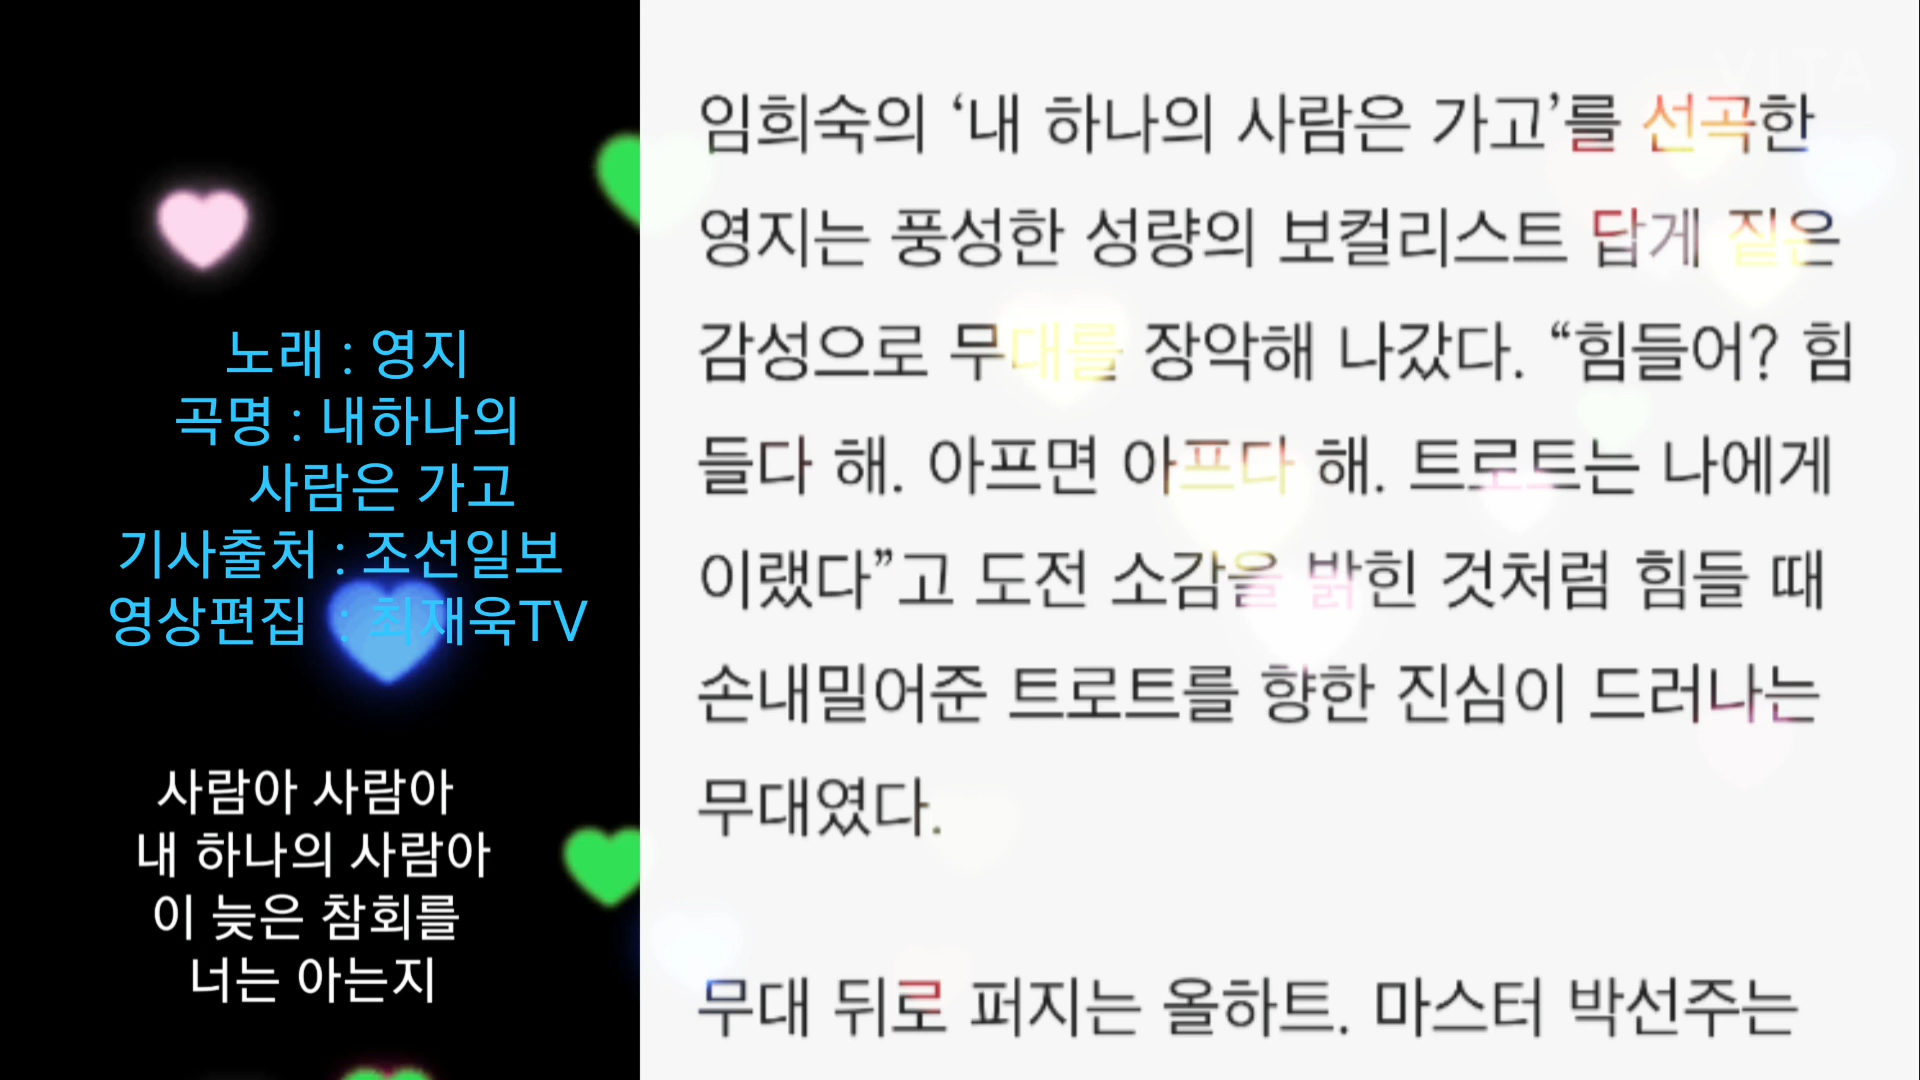 노래 : 영지
곡명 : 내하나의
사람은 가고
기사출처 : 조선일보
영상편집 : 최재욱TV
사람아 사람아
내 하나의 사람아
이 늦은 참회를
너는 아는지
VITA
임희숙의 ‘내 하나의 사람은 가고’를 선곡한
영지는 풍성한 성량의 보컬리스트 답게 짙은
감성으로 무대를 장악해 나갔다. “힘들어? 힘
들다 해. 아프면 아프다 해. 트로트는 나에게
이랬다”고 도전 소감을 밝힌 것처럼 힘들 때
손내밀어준 트로트를 향한 진심이 드러나는
무대였다.
무대 뒤로 퍼지는 올하트. 마스터 박선주는